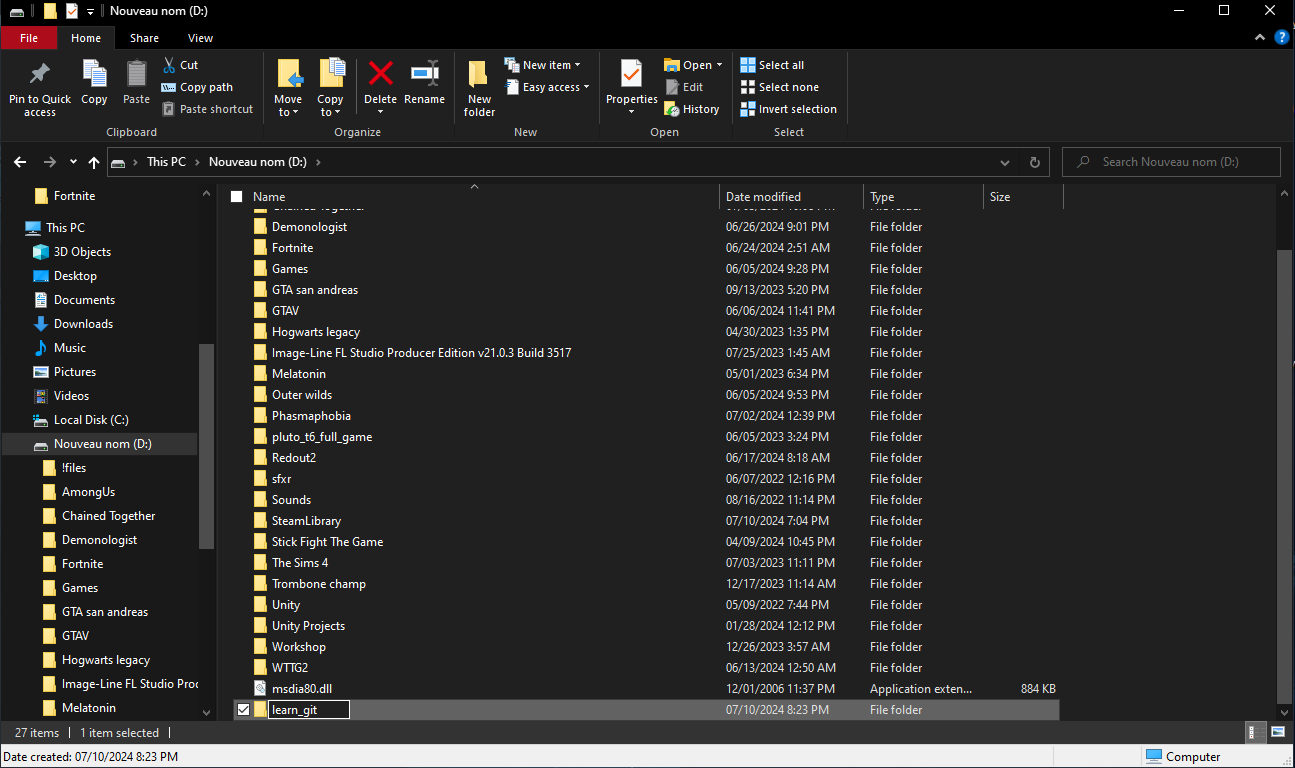 Nouveau nom (D:)
File Home Share View
Pin to Quick access
Copy
Paste
Cut
Copy path
Paste shortcut
Clipboard
Move to
Copy to
Delete
Rename
Organize
New folder
New item
Easy access
New
Properties
Open
Edit
History
Open
Select all
Select none
Invert selection
Select
This PC > Nouveau nom (D:) >
Search Nouveau nom (D:)
Fortnite
This PC
3D Objects
Desktop
Documents
Downloads
Music
Pictures
Videos
Local Disk (C:)
Nouveau nom (D:)
!files
AmongUs
Chained Together
Demonologist
Fortnite
Games
GTA san andreas
GTAV
Hogwarts legacy
Image-Line FL Studio Proc
Melatonin
Name Date modified Type Size
Demonologist 06/26/2024 9:01 PM File folder
Fortnite 06/24/2024 2:51 AM File folder
Games 06/05/2024 9:28 PM File folder
GTA san andreas 09/13/2023 5:20 PM File folder
GTAV 06/06/2024 11:41 PM File folder
Hogwarts legacy 04/30/2023 1:35 PM File folder
Image-Line FL Studio Producer Edition v21.0.3 Build 3517 07/25/2023 1:45 AM File folder
Melatonin 05/01/2023 6:34 PM File folder
Outer wilds 06/05/2024 9:53 PM File folder
Phasmaphobia 07/02/2024 12:39 PM File folder
pluto_t6_full_game 06/05/2023 3:24 PM File folder
Redout2 06/17/2024 8:18 AM File folder
sfxr 06/07/2022 12:16 PM File folder
Sounds 08/16/2022 11:14 PM File folder
SteamLibrary 07/10/2024 7:04 PM File folder
Stick Fight The Game 04/09/2024 10:45 PM File folder
The Sims 4 07/03/2023 11:11 PM File folder
Trombone champ 12/17/2023 11:14 AM File folder
Unity 05/09/2022 7:44 PM File folder
Unity Projects 01/28/2024 12:12 PM File folder
Workshop 12/26/2023 3:57 AM File folder
WTTG2 06/13/2024 12:50 AM File folder
msdia80.dll 12/01/2006 11:37 PM Application exten... 884 KB
learn_git 07/10/2024 8:23 PM File folder
27 items 1 item selected
Date created: 07/10/2024 8:23 PM
Computer